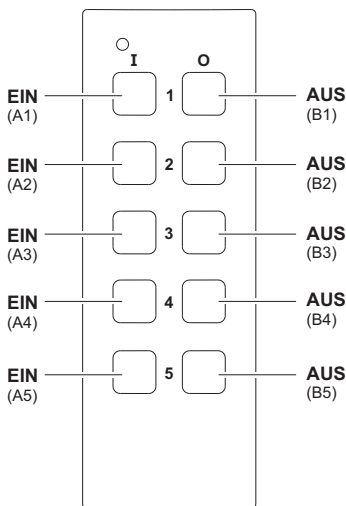 I O
EIN 1 AUS
(A1) (B1)
EIN 2 AUS
(A2) (B2)
EIN 3 AUS
(A3) (B3)
EIN 4 AUS
(A4) (B4)
EIN 5 AUS
(A5) (B5)